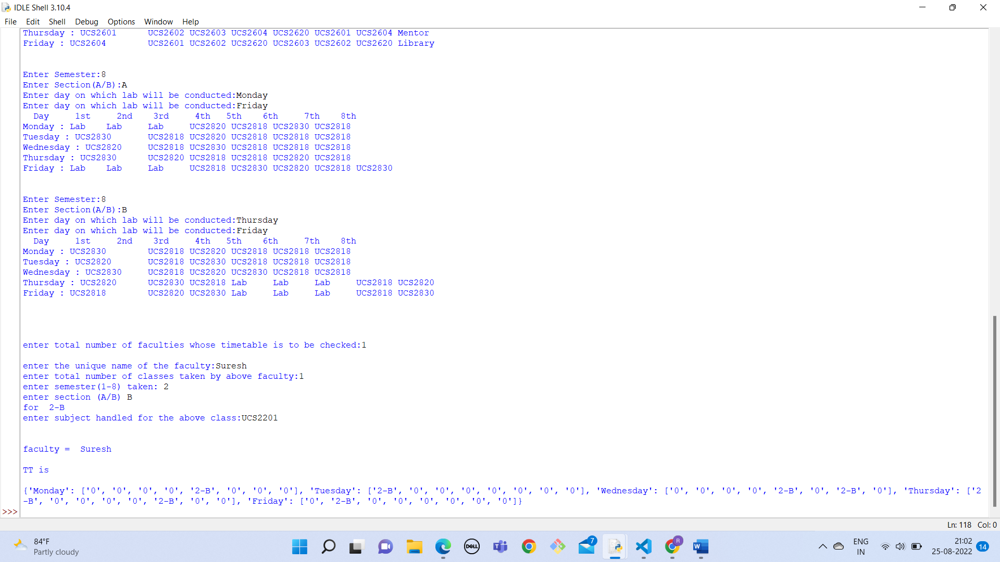 IDLE Shell 3.10.4
File Edit Shell Debug Options Window Help
Thursday : UCS2601      UCS2602 UCS2603 UCS2604 UCS2620 UCS2601 UCS2604 Mentor
Friday : UCS2604        UCS2601 UCS2602 UCS2620 UCS2603 UCS2602 UCS2620 Library
Enter Semester:8
Enter Section(A/B):A
Enter day on which lab will be conducted:Monday
Enter day on which lab will be conducted:Friday
  Day     1st     2nd    3rd     4th   5th    6th     7th    8th
Monday : Lab    Lab     Lab     UCS2820 UCS2818 UCS2830 UCS2818
Tuesday : UCS2830       UCS2818 UCS2820 UCS2818 UCS2818 UCS2818
Wednesday : UCS2820     UCS2818 UCS2830 UCS2818 UCS2818 UCS2818
Thursday : UCS2830      UCS2820 UCS2818 UCS2818 UCS2820 UCS2818
Friday : Lab    Lab     Lab     UCS2818 UCS2830 UCS2820 UCS2818 UCS2830
Enter Semester:8
Enter Section(A/B):B
Enter day on which lab will be conducted:Thursday
Enter day on which lab will be conducted:Friday
  Day     1st     2nd    3rd     4th   5th    6th     7th    8th
Monday : UCS2830        UCS2818 UCS2820 UCS2818 UCS2818 UCS2818
Tuesday : UCS2820       UCS2818 UCS2830 UCS2818 UCS2818 UCS2818
Wednesday : UCS2830     UCS2818 UCS2820 UCS2830 UCS2818 UCS2818
Thursday : UCS2820      UCS2830 UCS2818 Lab     Lab     Lab     UCS2818 UCS2820
Friday : UCS2818        UCS2820 UCS2830 Lab     Lab     Lab     UCS2818 UCS2830
enter total number of faculties whose timetable is to be checked:1
enter the unique name of the faculty:Suresh
enter total number of classes taken by above faculty:1
enter semester(1-8) taken: 2
enter section (A/B) B
for  2-B
enter subject handled for the above class:UCS2201
faculty =  Suresh
TT is
{'Monday': ['0', '0', '0', '0', '2-B', '0', '0', '0'], 'Tuesday': ['2-B', '0', '0', '0', '0', '0', '0', '0'], 'Wednesday': ['0', '0', '0', '0', '2-B', '0', '2-B', '0'], 'Thursday': ['2
-B', '0', '0', '0', '0', '2-B', '0', '0'], 'Friday': ['0', '2-B', '0', '0', '0', '0', '0', '0']}
>>>
Ln: 118 Col: 0
84°F
Partly cloudy
DELL
7
R
ENG
IN
21:02
25-08-2022
14